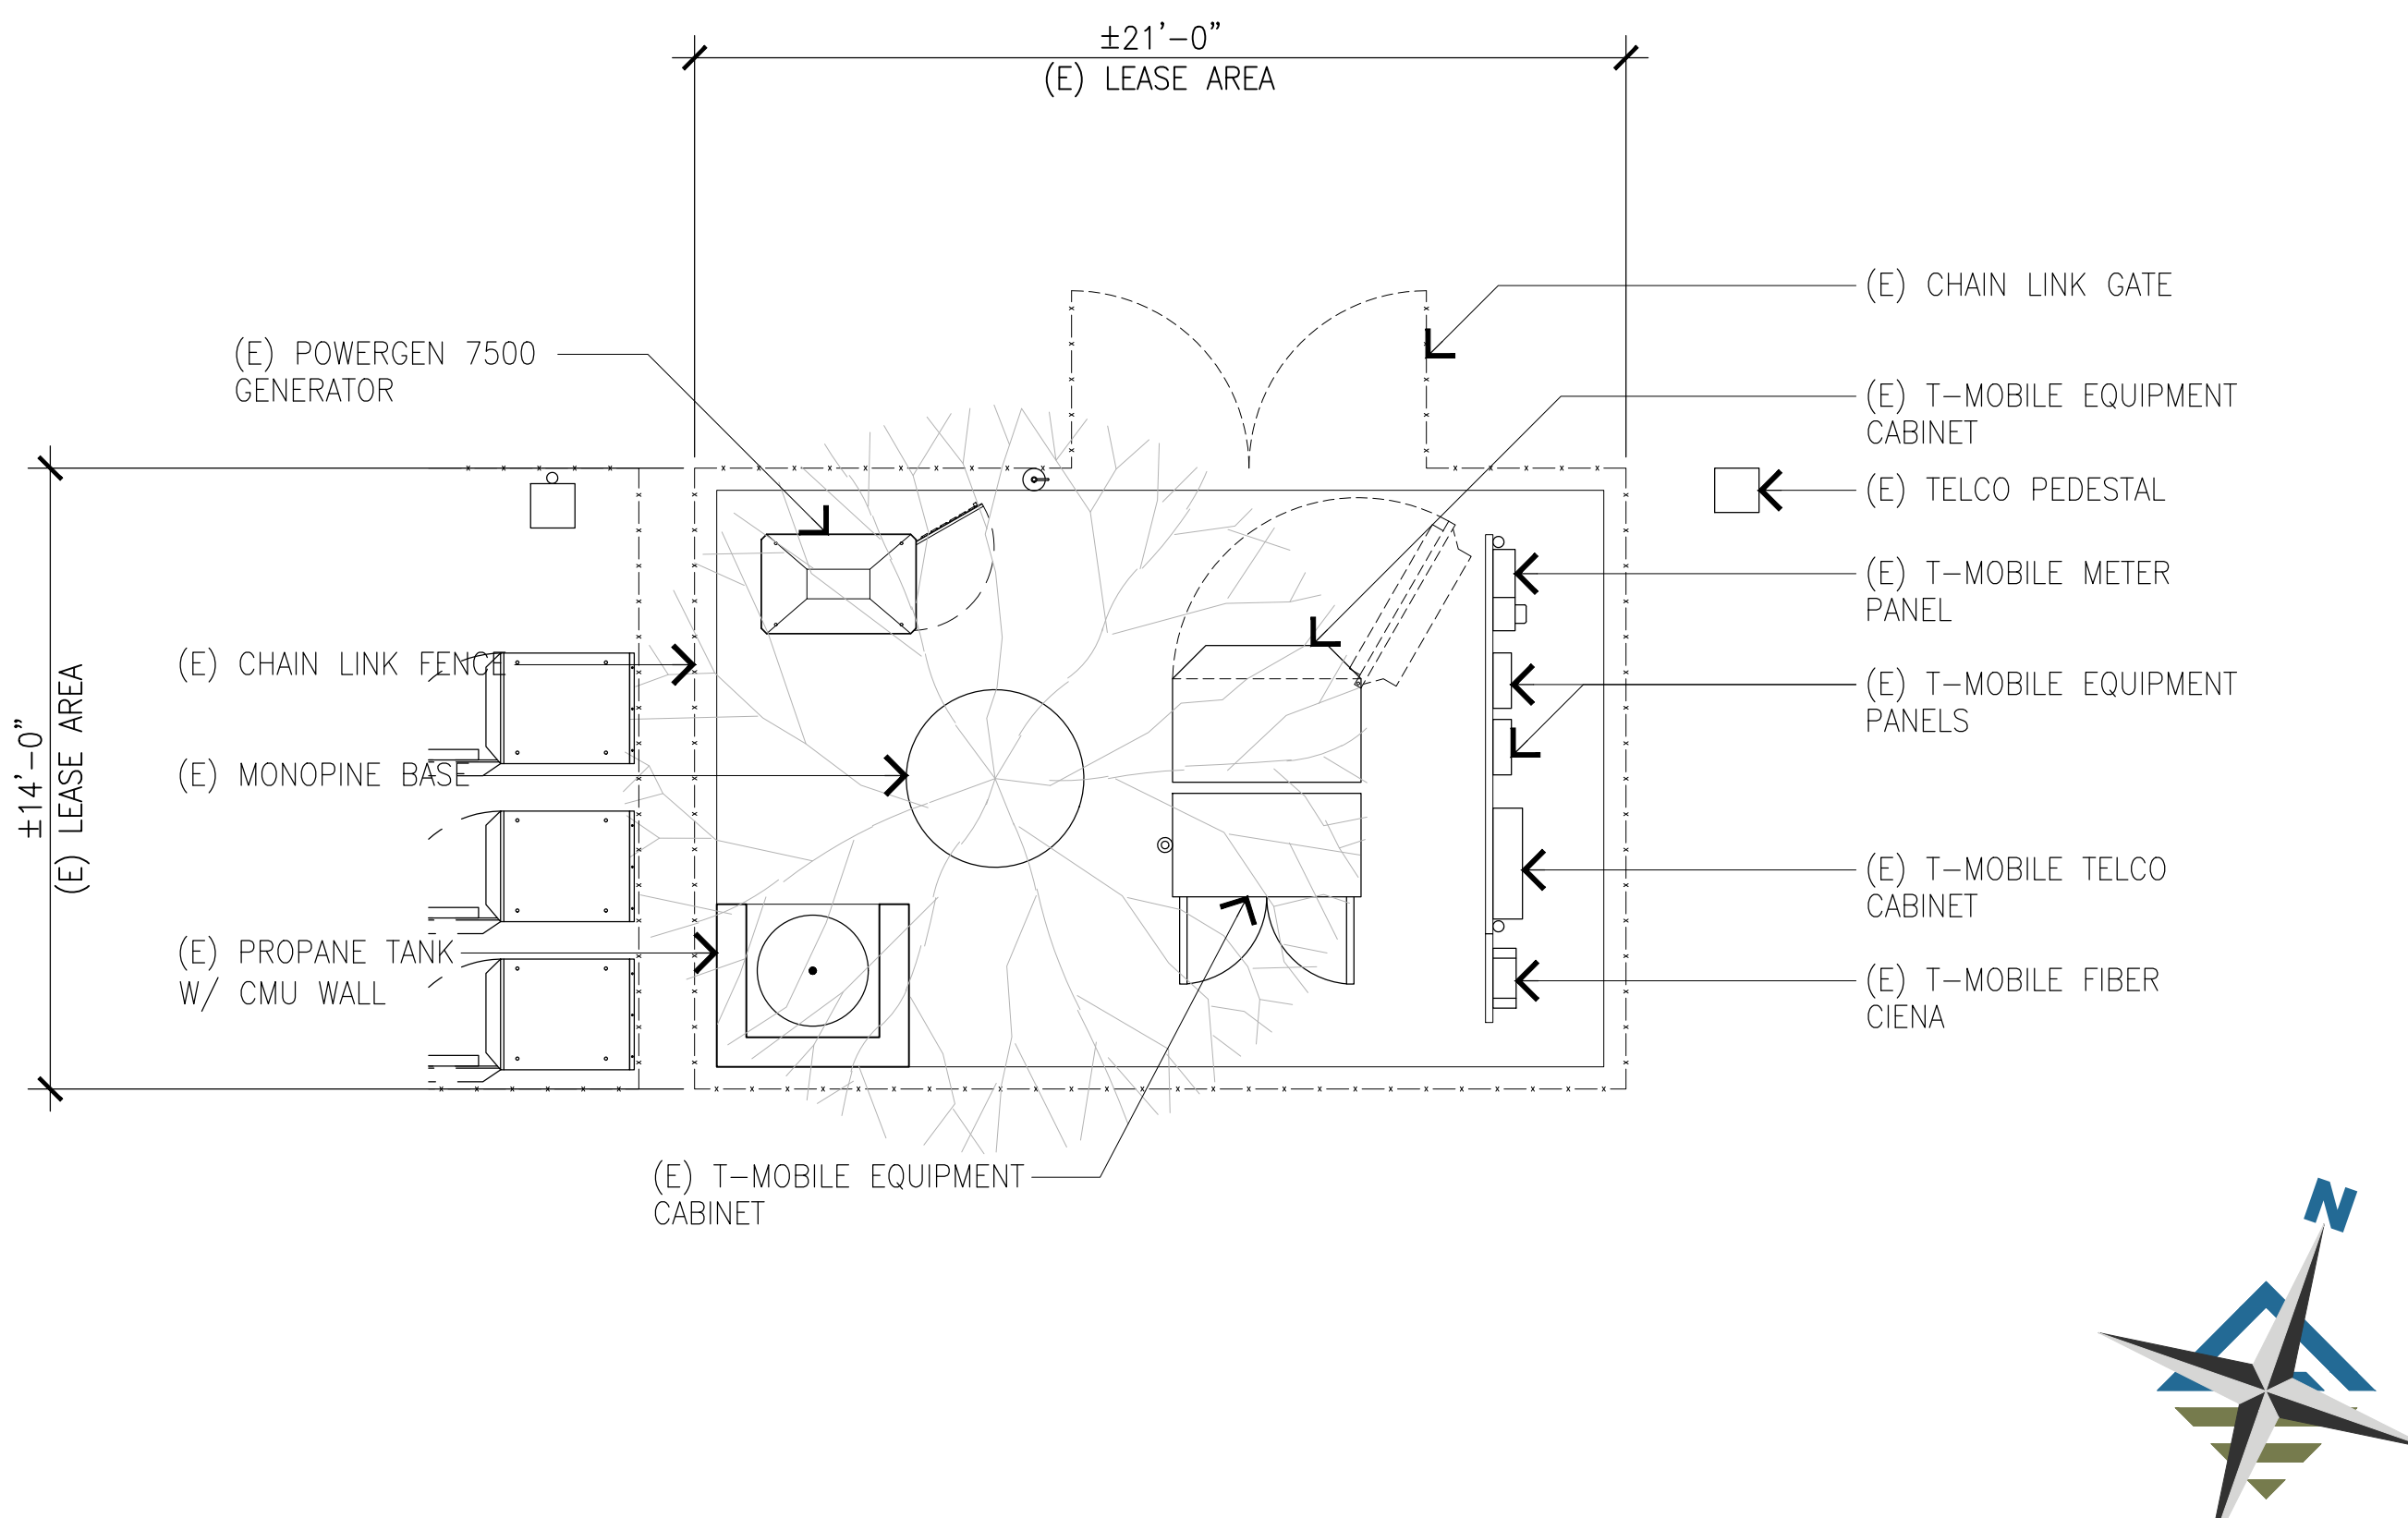 ±21'-0"
(E) LEASE AREA
(E) CHAIN LINK GATE
(E) POWERGEN 7500
GENERATOR
(E) T-MOBILE EQUIPMENT
CABINET
(E) TELCO PEDESTAL
(E) T-MOBILE METER
PANEL
(E) CHAIN LINK FENCE
(E) T-MOBILE EQUIPMENT
PANELS
±14'-0"
(E) LEASE AREA
(E) MONOPINE BASE
(E) T-MOBILE TELCO
CABINET
(E) PROPANE TANK
W/ CMU WALL
(E) T-MOBILE FIBER
CIENA
(E) T-MOBILE EQUIPMENT
CABINET
N